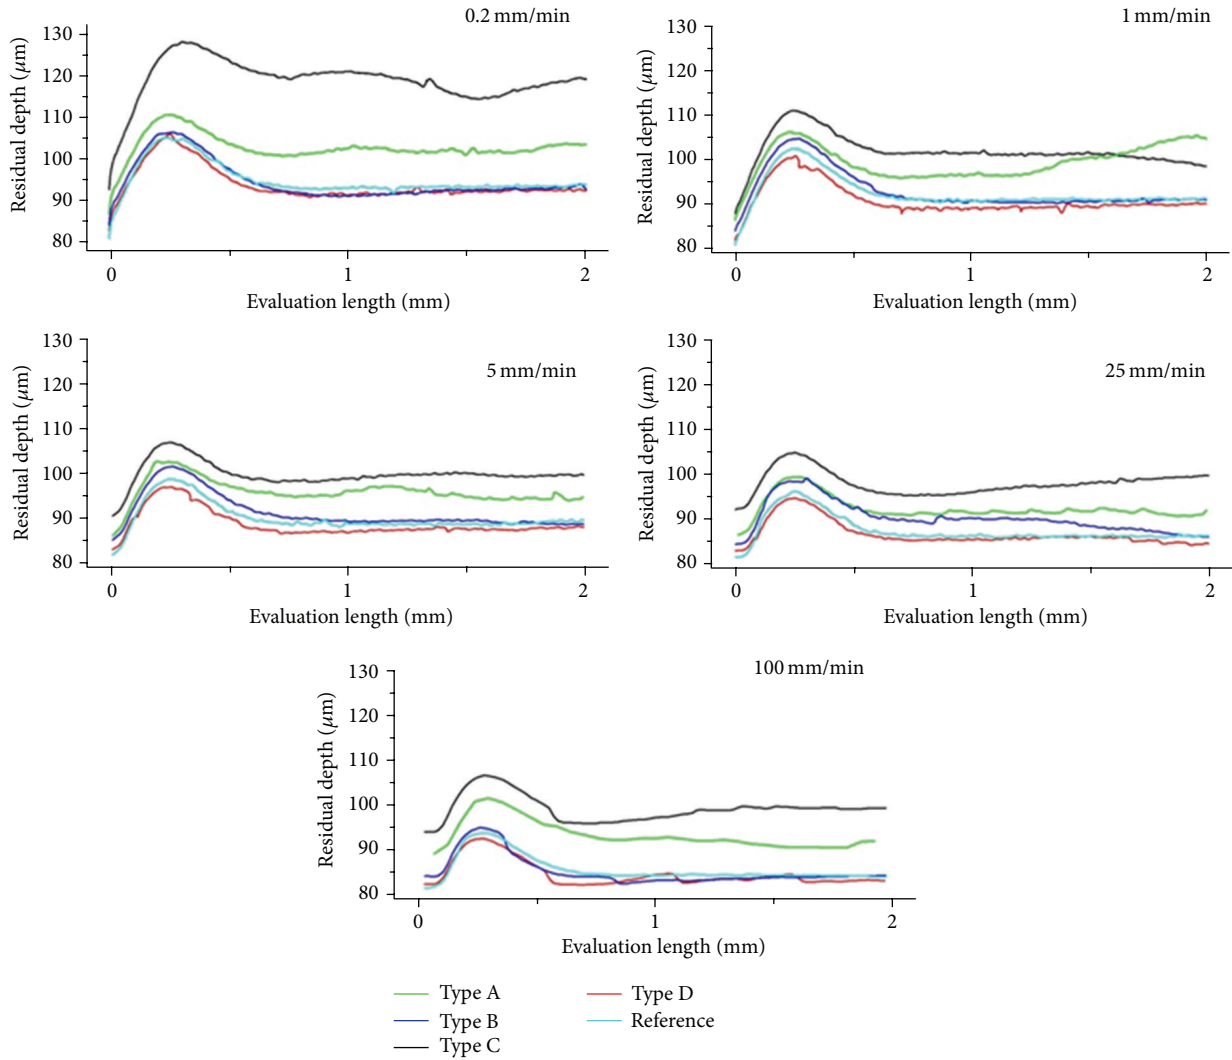 0.2 mm/min
130
120
110
100
90
80
Residual depth (μm)
0
1
2
Evaluation length (mm)
1 mm/min
130
120
110
100
90
80
Residual depth (μm)
0
1
2
Evaluation length (mm)
5 mm/min
130
120
110
100
90
80
Residual depth (μm)
0
1
2
Evaluation length (mm)
25 mm/min
130
120
110
100
90
80
Residual depth (μm)
0
1
2
Evaluation length (mm)
100 mm/min
130
120
110
100
90
80
Residual depth (μm)
0
1
2
Evaluation length (mm)
Type A
Type B
Type C
Type D
Reference